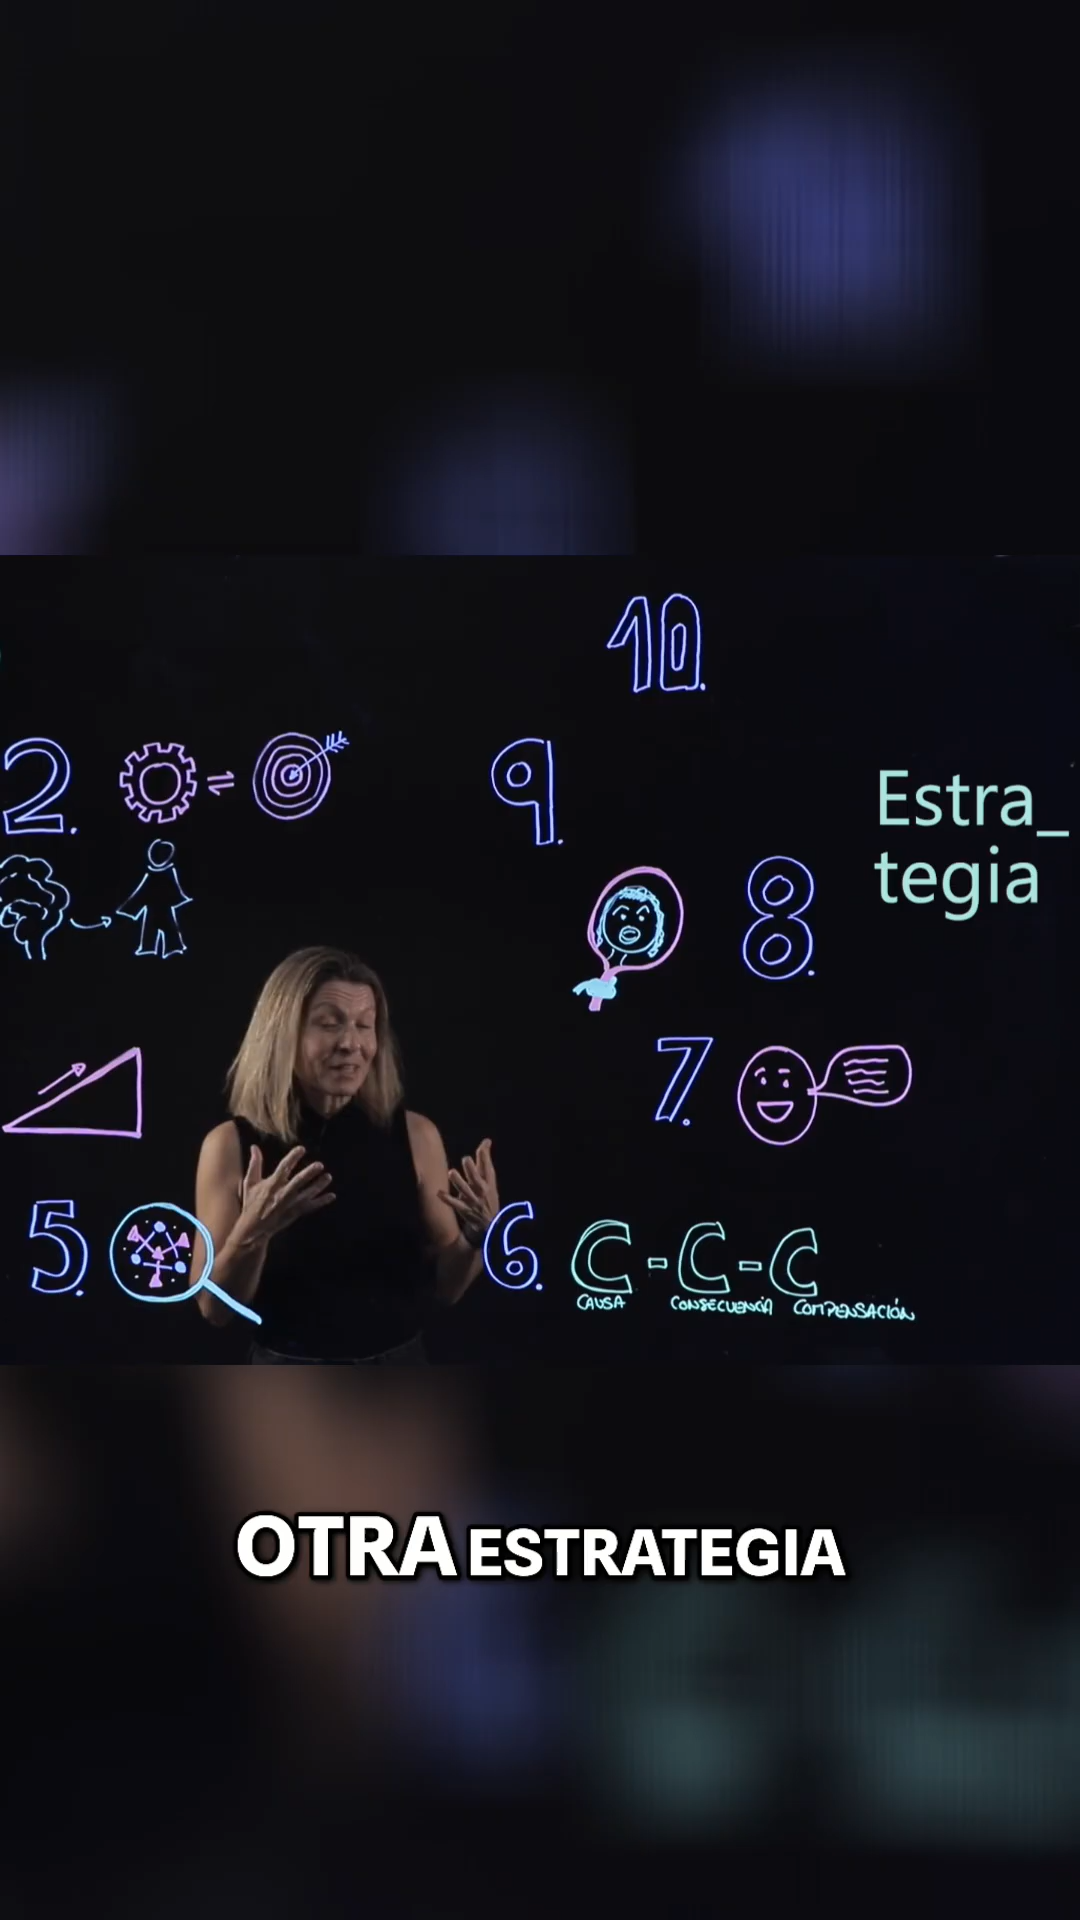 10.
2.
9.
Estra_
tegia
8.
7.
5.
6. C-C-C
CAUSA CONSECUENCIA COMPENSACIÓN
OTRA ESTRATEGIA